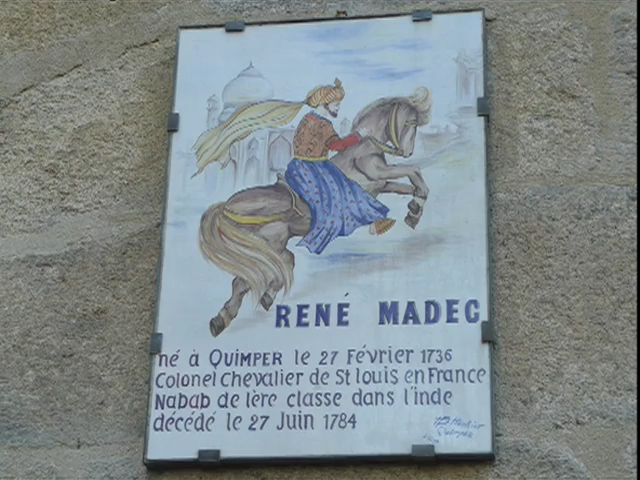 RENÉ MADEC
né à QUIMPER le 27 Février 1736
Colonel Chevalier de St louis en France
Nabab de 1ère classe dans l'inde
décédé le 27 Juin 1784